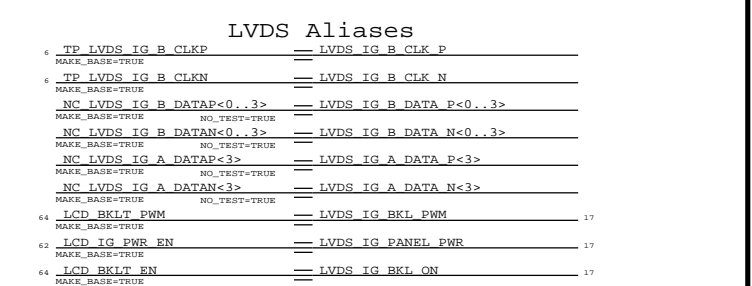 LVDS Aliases
6 TP_LVDS_IG_B_CLKP LVDS_IG_B_CLK_P
MAKE_BASE=TRUE
6 TP_LVDS_IG_B_CLKN LVDS_IG_B_CLK_N
MAKE_BASE=TRUE
NC_LVDS_IG_B_DATAP<0..3> LVDS_IG_B_DATA_P<0..3>
MAKE_BASE=TRUE NO_TEST=TRUE
NC_LVDS_IG_B_DATAN<0..3> LVDS_IG_B_DATA_N<0..3>
MAKE_BASE=TRUE NO_TEST=TRUE
NC_LVDS_IG_A_DATAP<3> LVDS_IG_A_DATA_P<3>
MAKE_BASE=TRUE NO_TEST=TRUE
NC_LVDS_IG_A_DATAN<3> LVDS_IG_A_DATA_N<3>
MAKE_BASE=TRUE NO_TEST=TRUE
64 LCD_BKLT_PWM LVDS_IG_BKL_PWM 17
MAKE_BASE=TRUE
62 LCD_IG_PWR_EN LVDS_IG_PANEL_PWR 17
MAKE_BASE=TRUE
64 LCD_BKLT_EN LVDS_IG_BKL_ON 17
MAKE_BASE=TRUE